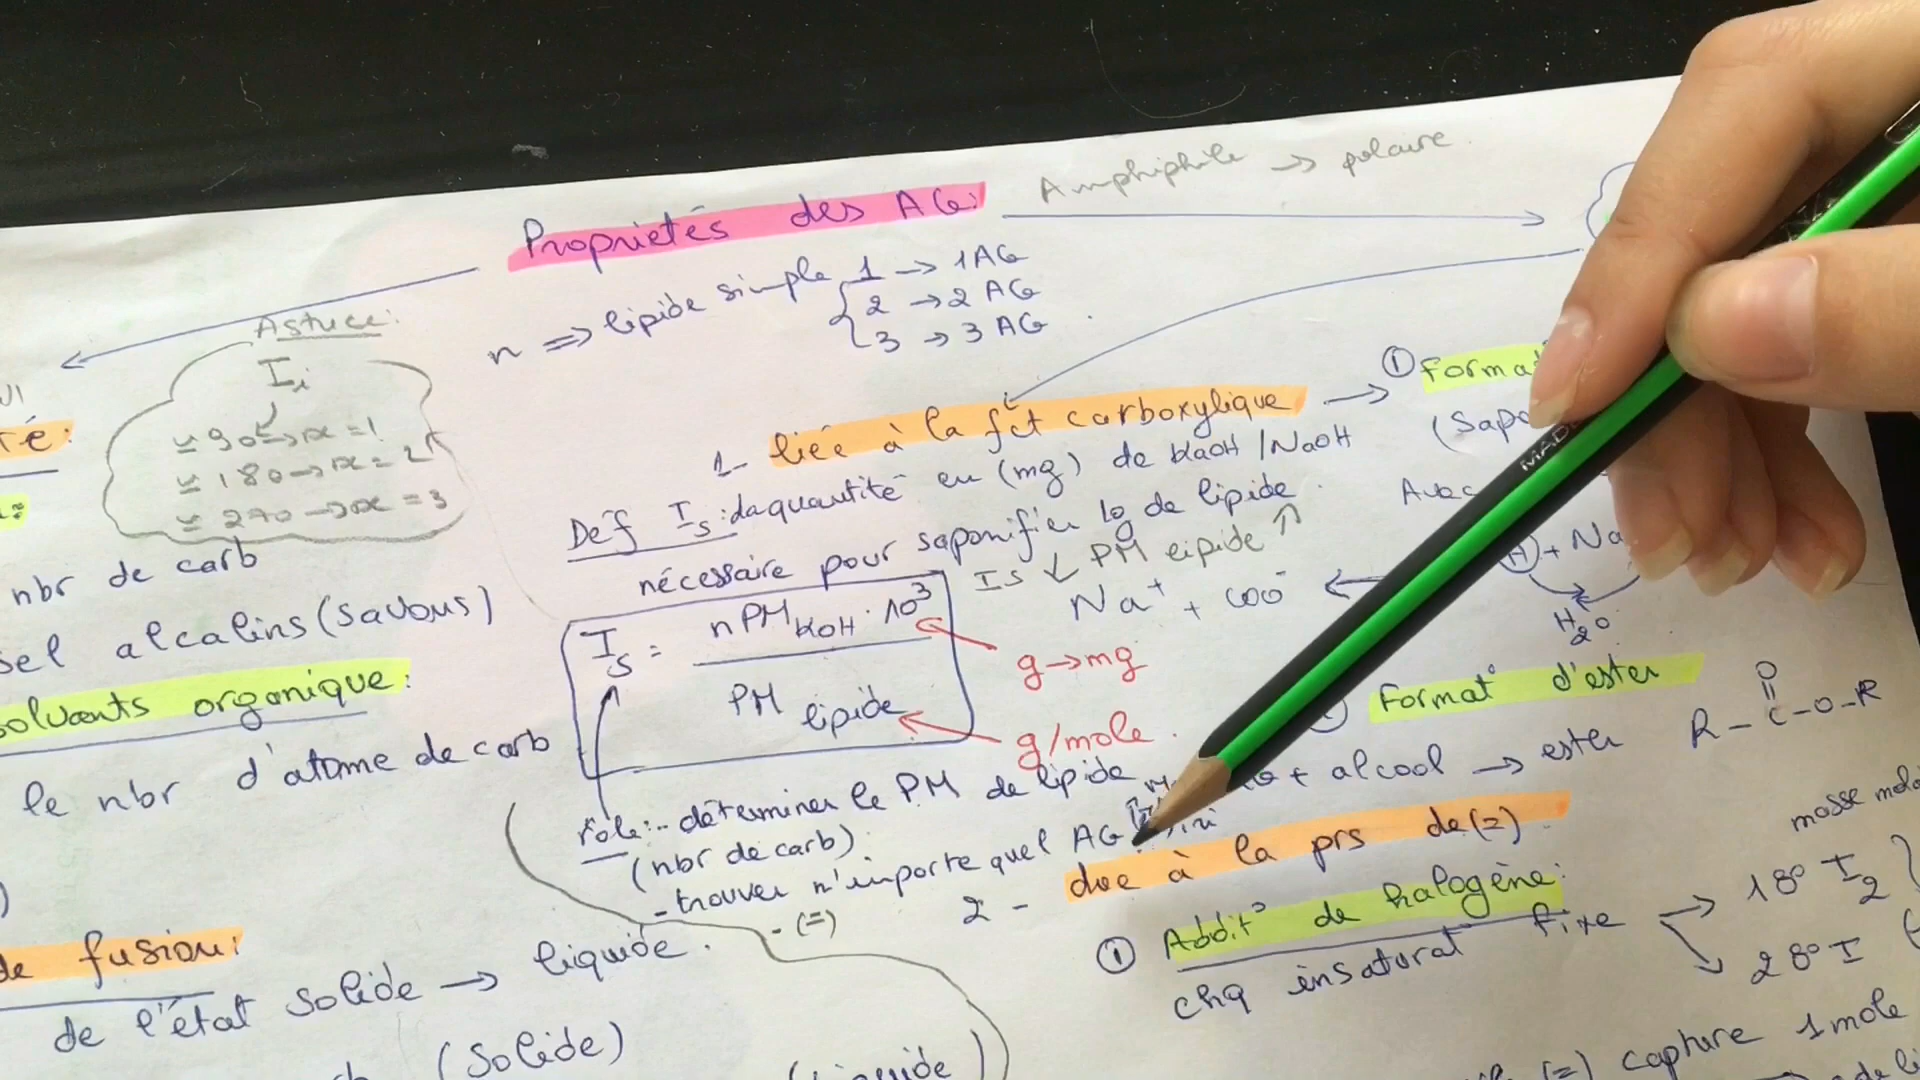 Amphiphile → polaire
Proprietés des AG:
n => lipide simple 1 → 1AG
2 → 2 AG
3 → 3 AG
Astuce:
Ii
≃ 90 → x = 1
≃ 180 → x = 2
≃ 270 → x = 3
nbr de carb
sel alcalins (savons)
solvants organique:
le nbr d'atome de carb
de fusion:
de l'état solide → liquide.
(Solide)
1- liée à la fct carboxylique →
Déf Is: la quantité en (mg) de KOH / NaOH
nécessaire pour saponifier 1g de lipide.
Is ↓ PM lipide ↑
Na⁺ + COO⁻ ←
Is = nPM KOH · 10³
PM lipide
g → mg
g/mole.
role: - déterminer le PM de lipide
(nbr de carb)
- trouver n'importe quel AG
- (=)
① Format
(Sapo
Avec
+ Na
H2O
Format° d'ester
+ alcool → ester
O
R - C - O - R
2 - due à la prs de (=)
① Addit° de halogène:
chq insaturat fixe → 1 8° I2
2 8° I
masse
(=) capture 1 mole